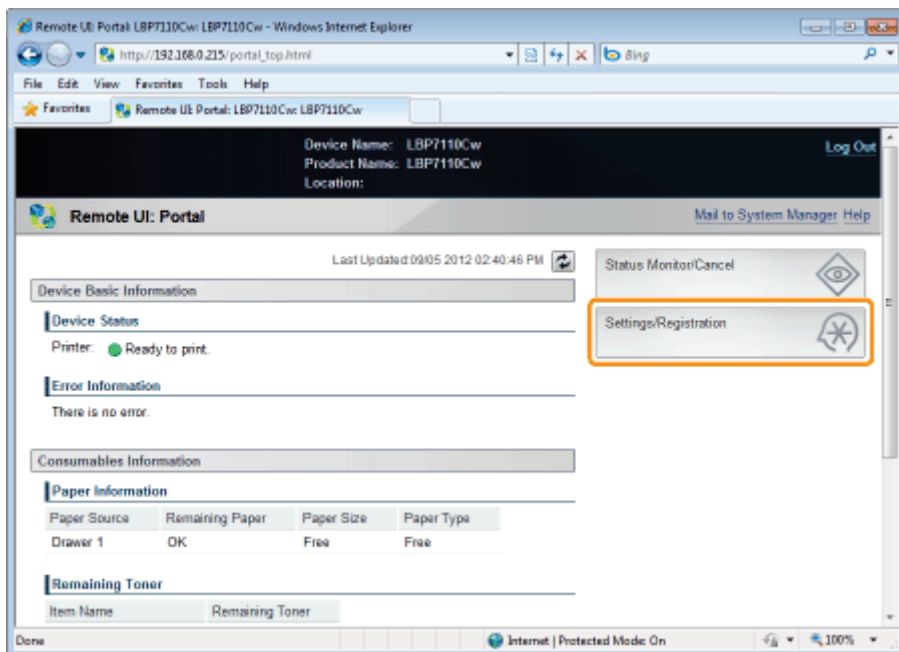 Remote UI: Portal: LBP7110Cw: LBP7110Cw - Windows Internet Explorer
http://192.168.0.215/portal_top.html
Bing
File Edit View Favorites Tools Help
Favorites Remote UI: Portal: LBP7110Cw: LBP7110Cw
Device Name: LBP7110Cw
Log Out
Product Name: LBP7110Cw
Location:
Remote UI: Portal
Mail to System Manager Help
Last Updated:09/05 2012 02:40:46 PM
Status Monitor/Cancel
Device Basic Information
Settings/Registration
Device Status
Printer: Ready to print.
Error Information
There is no error.
Consumables Information
Paper Information
Paper Source Remaining Paper Paper Size Paper Type
Drawer 1 OK Free Free
Remaining Toner
Item Name Remaining Toner
Done Internet | Protected Mode: On 100%